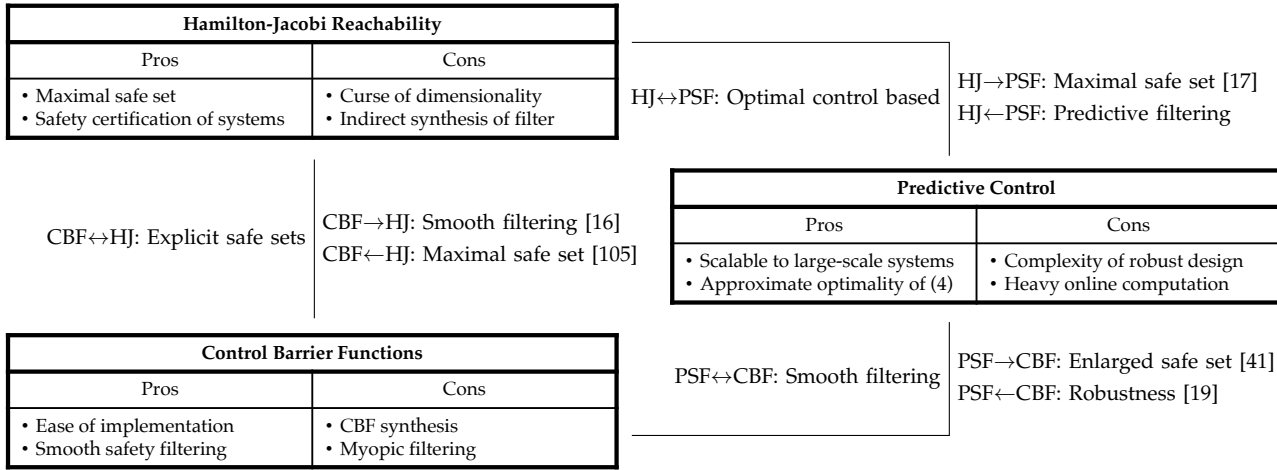 Hamilton-Jacobi Reachability
Pros
Cons
• Maximal safe set
• Safety certification of systems
• Curse of dimensionality
• Indirect synthesis of filter
HJ↔PSF: Optimal control based
HJ→PSF: Maximal safe set [17]
HJ←PSF: Predictive filtering
CBF↔HJ: Explicit safe sets
CBF→HJ: Smooth filtering [16]
CBF←HJ: Maximal safe set [105]
Predictive Control
Pros
Cons
• Scalable to large-scale systems
• Approximate optimality of (4)
• Complexity of robust design
• Heavy online computation
Control Barrier Functions
Pros
Cons
• Ease of implementation
• Smooth safety filtering
• CBF synthesis
• Myopic filtering
PSF↔CBF: Smooth filtering
PSF→CBF: Enlarged safe set [41]
PSF←CBF: Robustness [19]